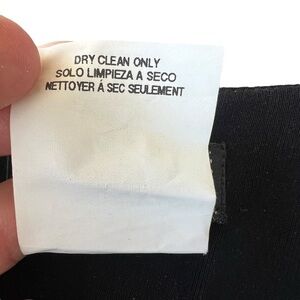 DRY CLEAN ONLY
SOLO LIMPIEZA A SECO
NETTOYER Á SEC SEULEMENT